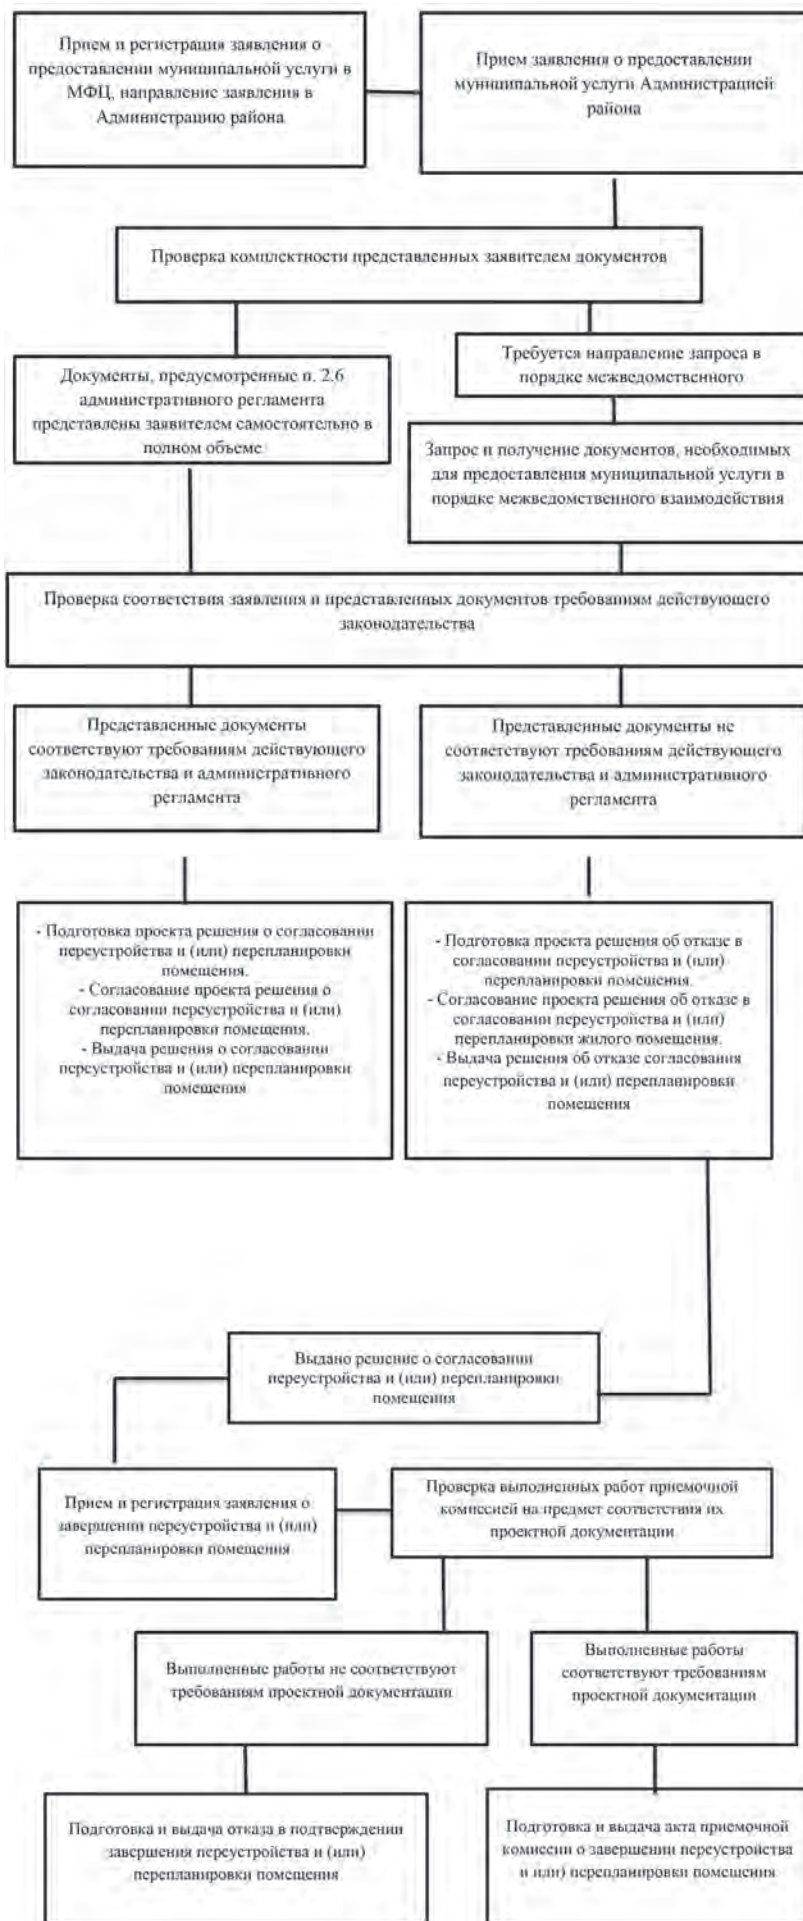 Прием и регистрация заявления о
предоставлении муниципальной услуги в
МФЦ, направление заявления в
Администрацию района
Прием заявления о предоставлении
муниципальной услуги Администрацией
района
Проверка комплектности представленных заявителем документов
Документы, предусмотренные п. 2.6
административного регламента
представлены заявителем самостоятельно в
полном объеме
Требуется направление запроса в
порядке межведомственного
Запрос и получение документов, необходимых
для предоставления муниципальной услуги в
порядке межведомственного взаимодействия
Проверка соответствия заявления и представленных документов требованиям действующего
законодательства
Представленные документы
соответствуют требованиям действующего
законодательства и административного
регламента
Представленные документы не
соответствуют требованиям действующего
законодательства и административного
регламента
- Подготовка проекта решения о согласовании
переустройства и (или) перепланировки
помещения.
- Согласование проекта решения о
согласовании переустройства и (или)
перепланировки помещения.
- Выдача решения о согласовании
переустройства и (или) перепланировки
помещения
- Подготовка проекта решения об отказе в
согласовании переустройства и (или)
перепланировки помещения.
- Согласование проекта решения об отказе в
согласовании переустройства и (или)
перепланировки жилого помещения.
- Выдача решения об отказе согласования
переустройства и (или) перепланировки
помещения
Выдано решение о согласовании
переустройства и (или) перепланировки
помещения
Прием и регистрация заявления о
завершении переустройства и (или)
перепланировки помещения
Проверка выполненных работ приемочной
комиссией на предмет соответствия их
проектной документации
Выполненные работы не соответствуют
требованиям проектной документации
Выполненные работы
соответствуют требованиям
проектной документации
Подготовка и выдача отказа в подтверждении
завершения переустройства и (или)
перепланировки помещения
Подготовка и выдача акта приемочной
комиссии о завершении переустройства
и или) перепланировки помещения